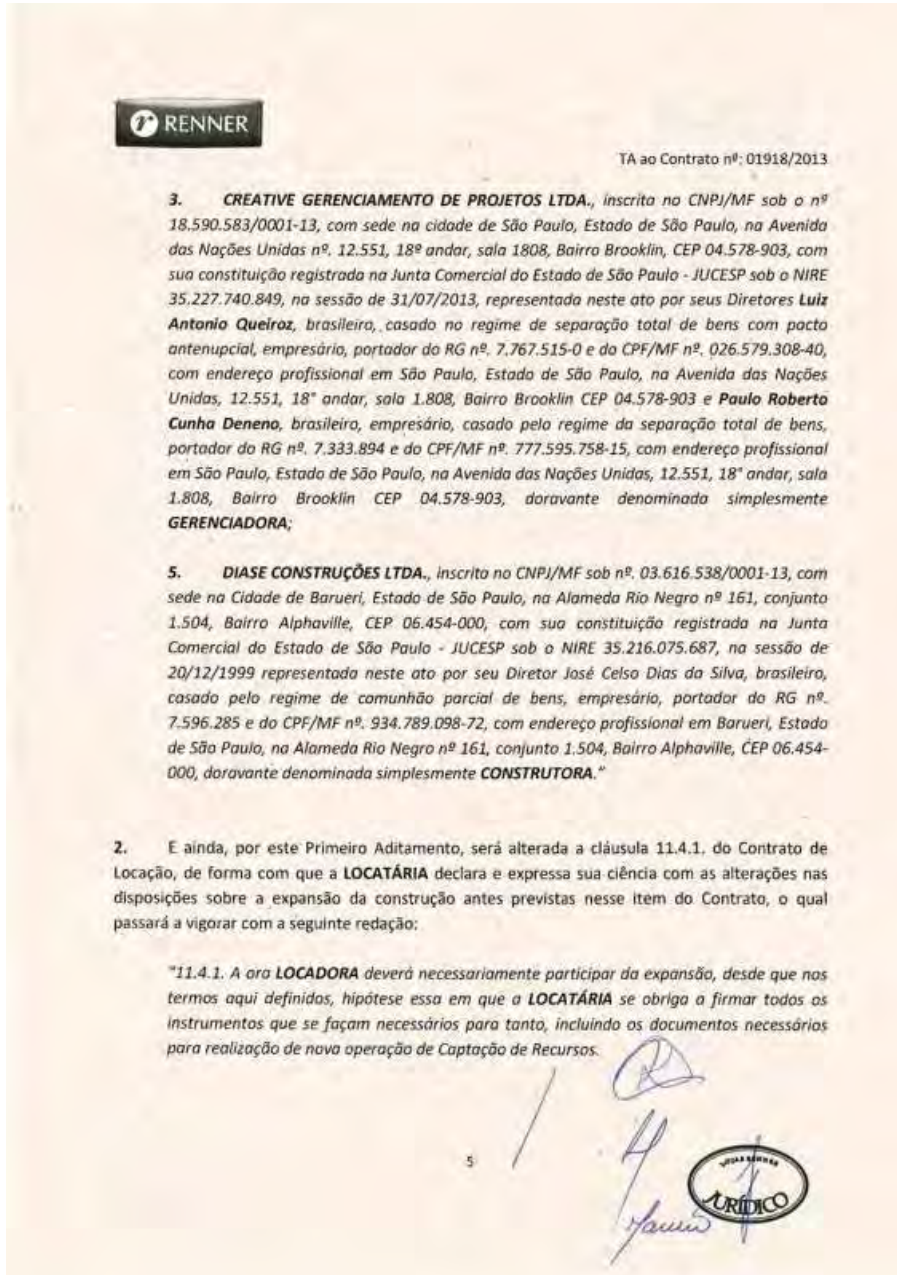 r RENNER
TA ao Contrato nº: 01918/2013
3. CREATIVE GERENCIAMENTO DE PROJETOS LTDA., inscrita no CNPJ/MF sob o nº
18.590.583/0001-13, com sede na cidade de São Paulo, Estado de São Paulo, na Avenida
das Nações Unidas nº. 12.551, 18º andar, sala 1808, Bairro Brooklin, CEP 04.578-903, com
sua constituição registrada na Junta Comercial do Estado de São Paulo - JUCESP sob o NIRE
35.227.740.849, na sessão de 31/07/2013, representada neste ato por seus Diretores Luiz
Antonio Queiroz, brasileiro, casado no regime de separação total de bens com pacto
antenupcial, empresário, portador do RG nº. 7.767.515-0 e do CPF/MF nº. 026.579.308-40,
com endereço profissional em São Paulo, Estado de São Paulo, na Avenida das Nações
Unidas, 12.551, 18° andar, sala 1.808, Bairro Brooklin CEP 04.578-903 e Paulo Roberto
Cunha Deneno, brasileiro, empresário, casado pelo regime da separação total de bens,
portador do RG nº. 7.333.894 e do CPF/MF nº. 777.595.758-15, com endereço profissional
em São Paulo, Estado de São Paulo, na Avenida das Nações Unidas, 12.551, 18° andar, sala
1.808, Bairro Brooklin CEP 04.578-903, doravante denominada simplesmente
GERENCIADORA;
5. DIASE CONSTRUÇÕES LTDA., inscrita no CNPJ/MF sob nº. 03.616.538/0001-13, com
sede na Cidade de Barueri, Estado de São Paulo, na Alameda Rio Negro nº 161, conjunto
1.504, Bairro Alphaville, CEP 06.454-000, com sua constituição registrada na Junta
Comercial do Estado de São Paulo - JUCESP sob o NIRE 35.216.075.687, na sessão de
20/12/1999 representada neste ato por seu Diretor José Celso Dias da Silva, brasileiro,
casado pelo regime de comunhão parcial de bens, empresário, portador do RG nº.
7.596.285 e do CPF/MF nº. 934.789.098-72, com endereço profissional em Barueri, Estado
de São Paulo, na Alameda Rio Negro nº 161, conjunto 1.504, Bairro Alphaville, CEP 06.454-
000, doravante denominada simplesmente CONSTRUTORA."
2. E ainda, por este Primeiro Aditamento, será alterada a cláusula 11.4.1. do Contrato de
Locação, de forma com que a LOCATÁRIA declara e expressa sua ciência com as alterações nas
disposições sobre a expansão da construção antes previstas nesse item do Contrato, o qual
passará a vigorar com a seguinte redação:
"11.4.1. A ora LOCADORA deverá necessariamente participar da expansão, desde que nos
termos aqui definidos, hipótese essa em que a LOCATÁRIA se obriga a firmar todos os
instrumentos que se façam necessários para tanto, incluindo os documentos necessários
para realização de nova operação de Captação de Recursos.
5
LOJAS RENNER
JURÍDICO